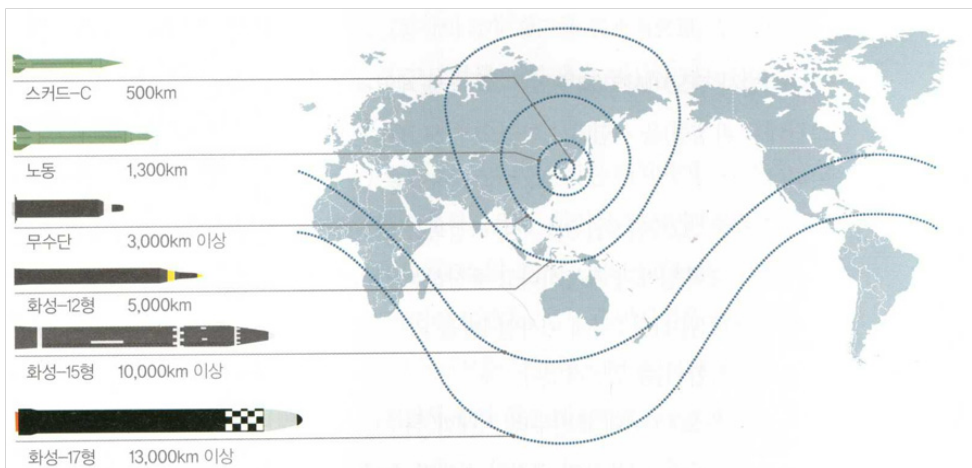 스커드-C 500km
노동 1,300km
무수단 3,000km 이상
화성-12형 5,000km
화성-15형 10,000km 이상
화성-17형 13,000km 이상